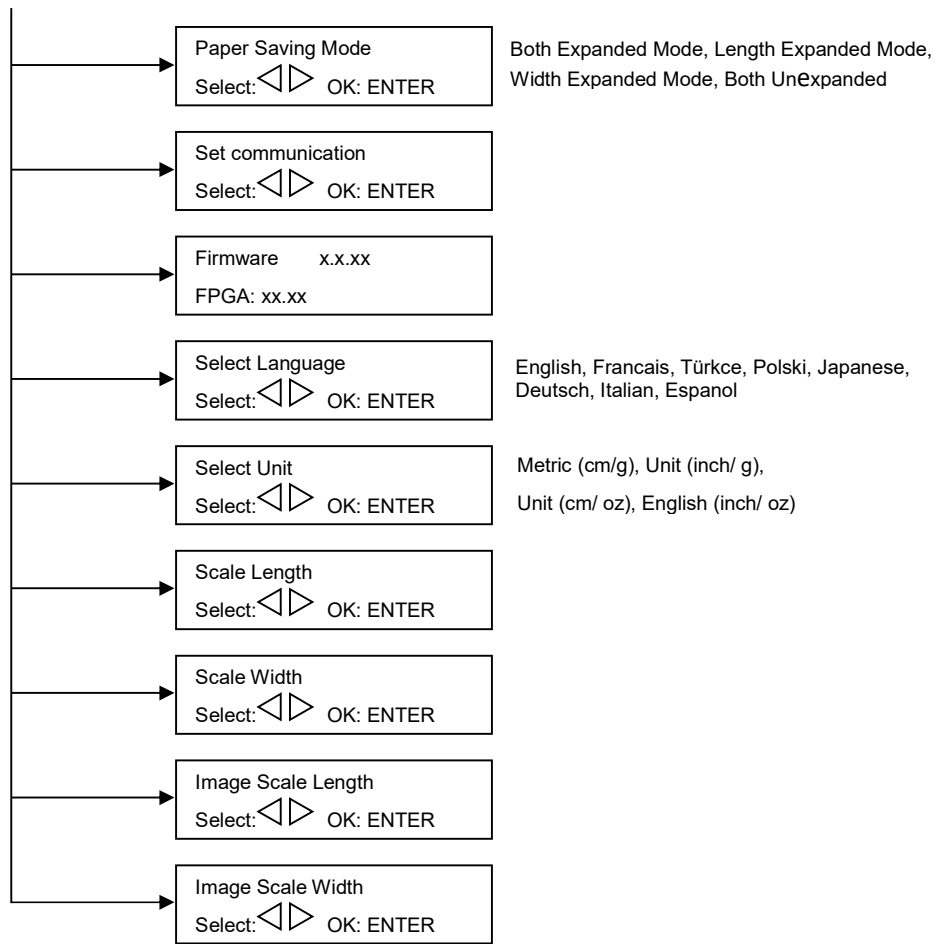 Paper Saving Mode
Select: ◁ ▷ OK: ENTER
Both Expanded Mode, Length Expanded Mode,
Width Expanded Mode, Both Unexpanded
Set communication
Select: ◁ ▷ OK: ENTER
Firmware x.x.xx
FPGA: xx.xx
Select Language
Select: ◁ ▷ OK: ENTER
English, Francais, Türkce, Polski, Japanese,
Deutsch, Italian, Espanol
Select Unit
Select: ◁ ▷ OK: ENTER
Metric (cm/g), Unit (inch/ g),
Unit (cm/ oz), English (inch/ oz)
Scale Length
Select: ◁ ▷ OK: ENTER
Scale Width
Select: ◁ ▷ OK: ENTER
Image Scale Length
Select: ◁ ▷ OK: ENTER
Image Scale Width
Select: ◁ ▷ OK: ENTER